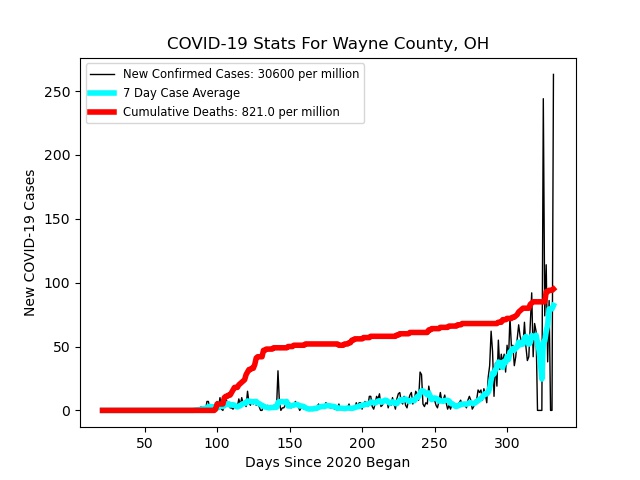 COVID-19 Stats For Wayne County, OH
New Confirmed Cases: 30600 per million
7 Day Case Average
Cumulative Deaths: 821.0 per million
New COVID-19 Cases
250
200
150
100
50
0
50 100 150 200 250 300
Days Since 2020 Began